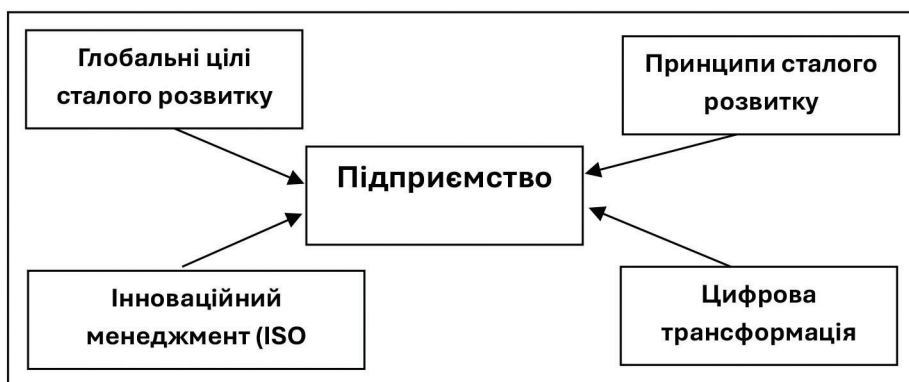 Глобальні цілі
сталого розвитку
Принципи сталого
розвитку
Підприємство
Інноваційний
менеджмент (ISO
Цифрова
трансформація